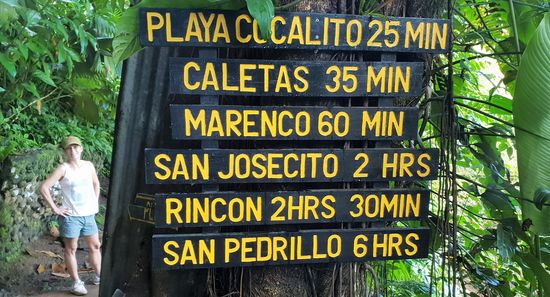 PLAYA COCALITO 25 MIN
CALETAS 35 MIN
MARENCO 60 MIN
SAN JOSECITO 2 HRS
RINCON 2HRS 30MIN
SAN PEDRILLO 6 HRS